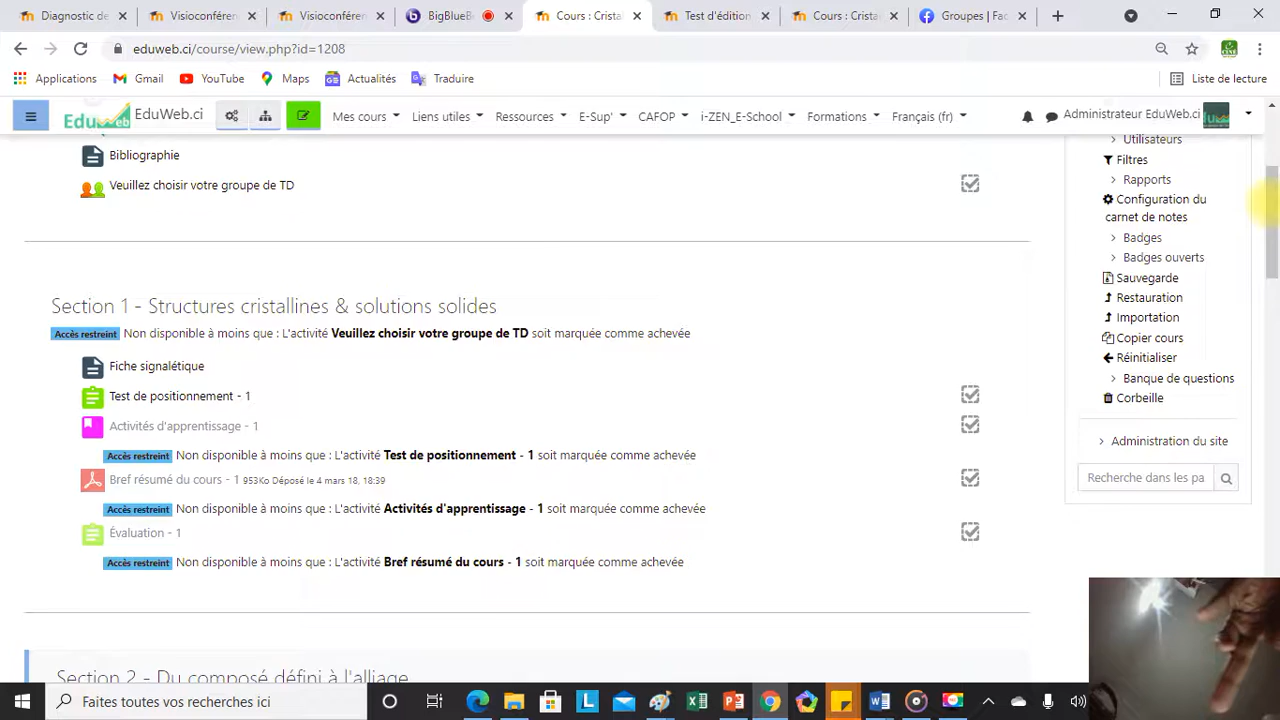 Diagnostic de
Visioconféren
Visioconféren
BigBlueB
Cours : Crista
Test d'édition
Cours : Crista
Groupes | Fac
eduweb.ci/course/view.php?id=1208
Applications
Gmail
YouTube
Maps
Actualités
Traduire
Liste de lecture
EduWeb
EduWeb.ci
Mes cours
Liens utiles
Ressources
E-Sup'
CAFOP
i-ZEN_E-School
Formations
Français (fr)
Administrateur EduWeb.ci
Bibliographie
Veuillez choisir votre groupe de TD
Section 1 - Structures cristallines & solutions solides
Accès restreint Non disponible à moins que : L'activité Veuillez choisir votre groupe de TD soit marquée comme achevée
Fiche signalétique
Test de positionnement - 1
Activités d'apprentissage - 1
Accès restreint Non disponible à moins que : L'activité Test de positionnement - 1 soit marquée comme achevée
Bref résumé du cours - 1 953Ko Déposé le 4 mars 18, 18:39
Accès restreint Non disponible à moins que : L'activité Activités d'apprentissage - 1 soit marquée comme achevée
Évaluation - 1
Accès restreint Non disponible à moins que : L'activité Bref résumé du cours - 1 soit marquée comme achevée
Section 2 - Du composé défini à l'alliage
Utilisateurs
Filtres
Rapports
Configuration du
carnet de notes
Badges
Badges ouverts
Sauvegarde
Restauration
Importation
Copier cours
Réinitialiser
Banque de questions
Corbeille
Administration du site
Recherche dans les pa
Faites toutes vos recherches ici